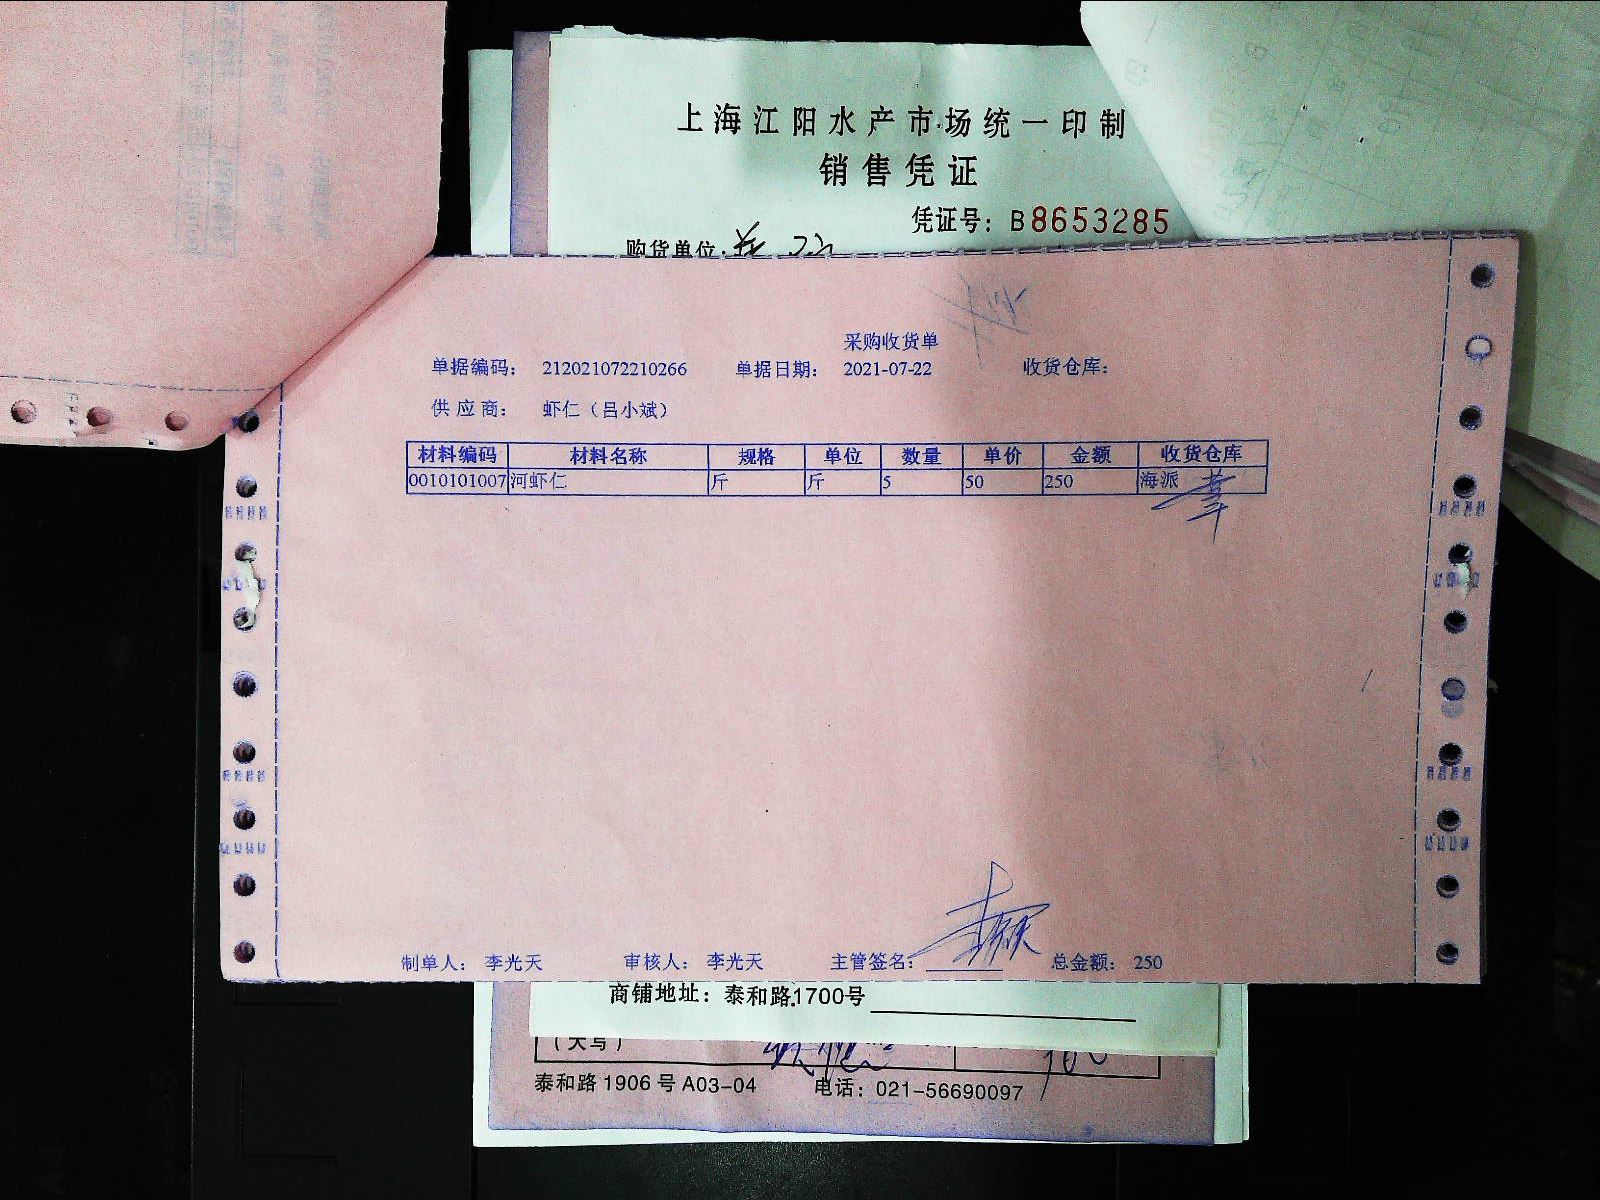 上海江阳水产市场统一印制
销售凭证
凭证号：B8653285
购货单位：
采购收货单
单据编码： 212021072210266 单据日期： 2021-07-22 收货仓库：
供应商： 虾仁（吕小斌）
材料编码 材料名称 规格 单位 数量 单价 金额 收货仓库
0010101007 河虾仁 斤 斤 5 50 250 海派
制单人： 李光天 审核人： 李光天 主管签名： 总金额： 250
商铺地址：泰和路1700号
（大写）
泰和路1906号A03-04 电话：021-56690097